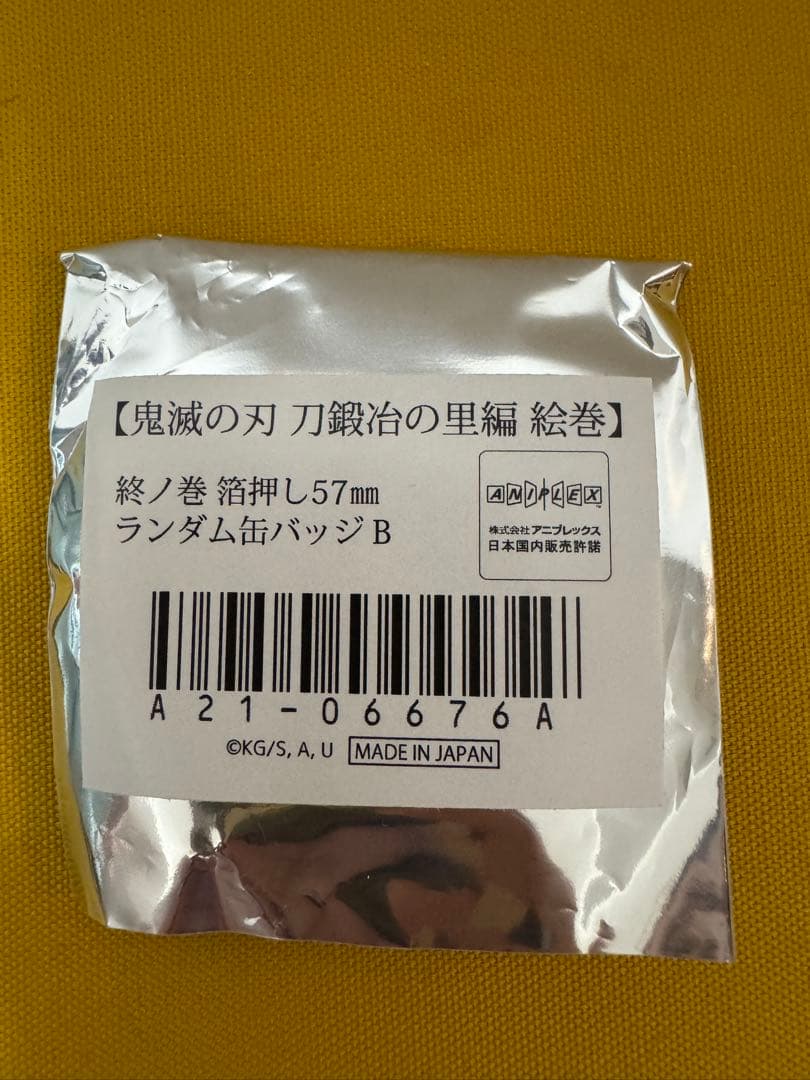 【鬼滅の刃 刀鍛冶の里編 絵巻】
終ノ巻 箔押し57㎜
ランダム缶バッジ B
ANIPLEX™
株式会社 アニプレックス
日本国内販売許諾
A21-06676A
©KG/S, A, U MADE IN JAPAN